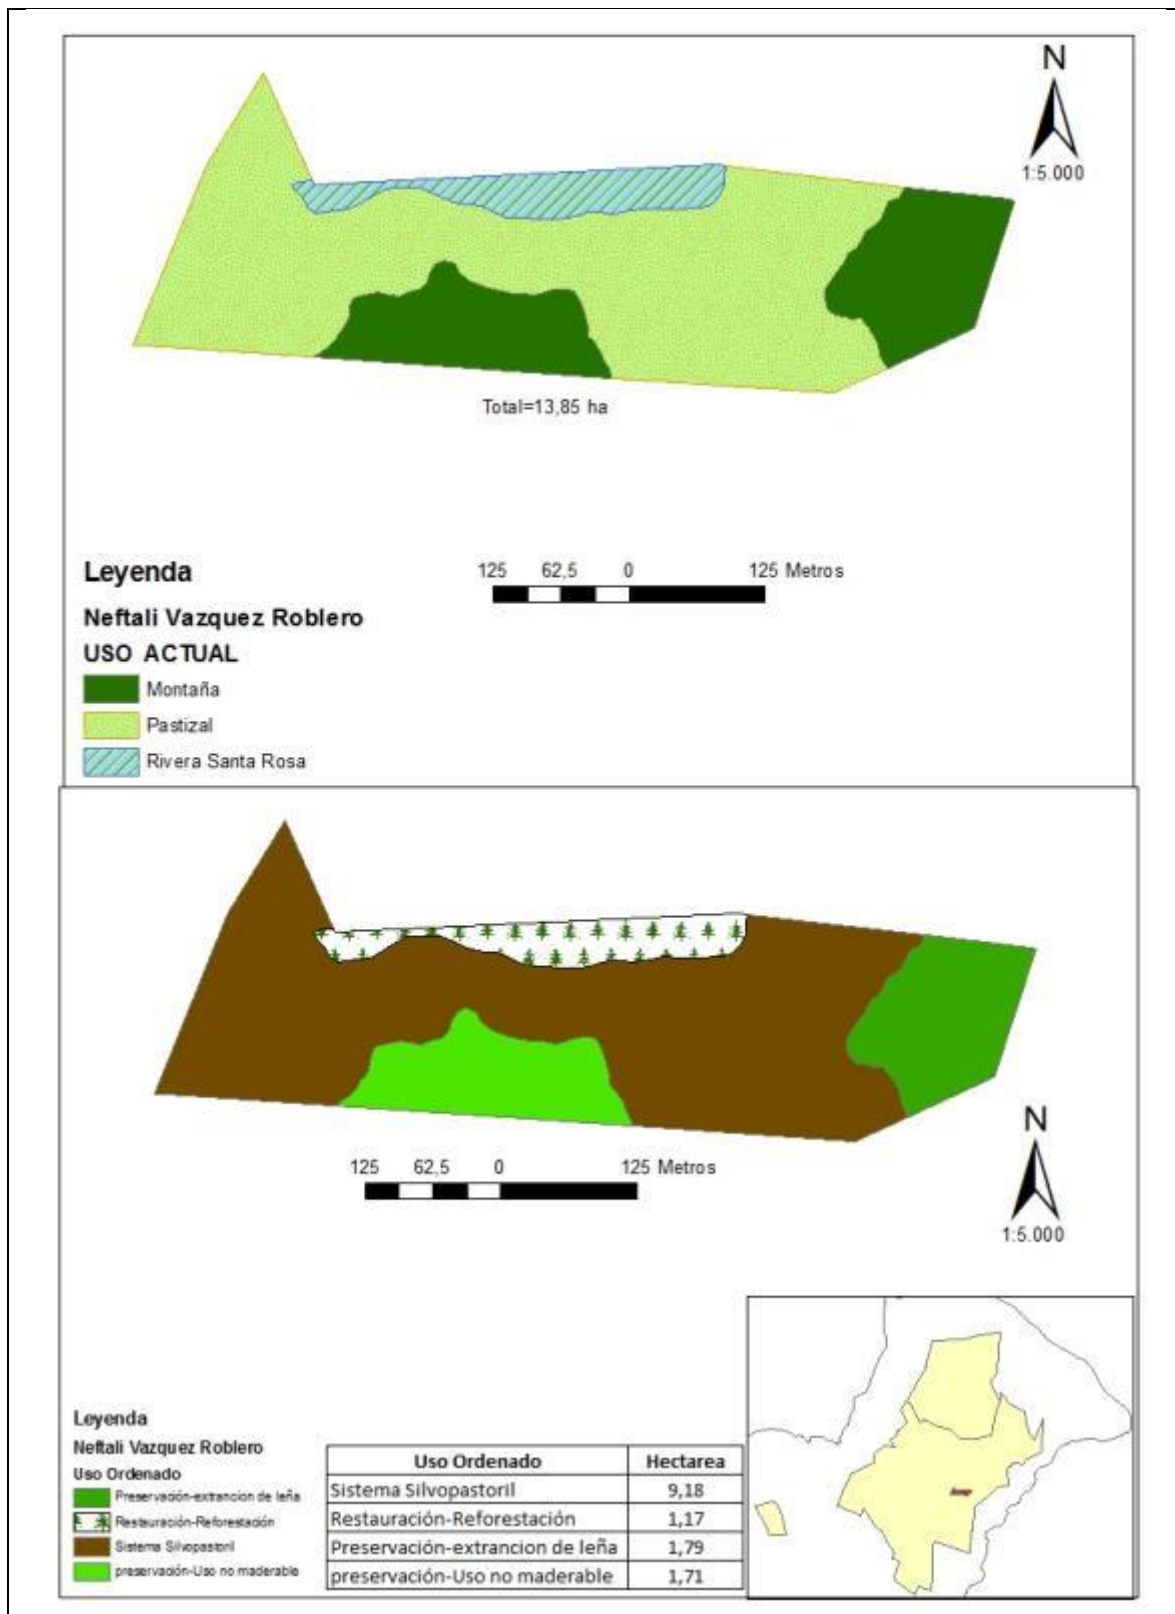 N
1:5.000
Total=13,85 ha
Leyenda
125 62,5 0 125 Metros
Neftali Vazquez Roblero
USO ACTUAL
Montaña
Pastizal
Rivera Santa Rosa
125 62,5 0 125 Metros
N
1:5.000
Leyenda
Neftali Vazquez Roblero
Uso Ordenado
Preservación-extrancion de leña
Restauración-Reforestación
Sistema Silvopastoril
preservación-Uso no maderable
Uso Ordenado Hectarea
Sistema Silvopastoril 9,18
Restauración-Reforestación 1,17
Preservación-extrancion de leña 1,79
preservación-Uso no maderable 1,71